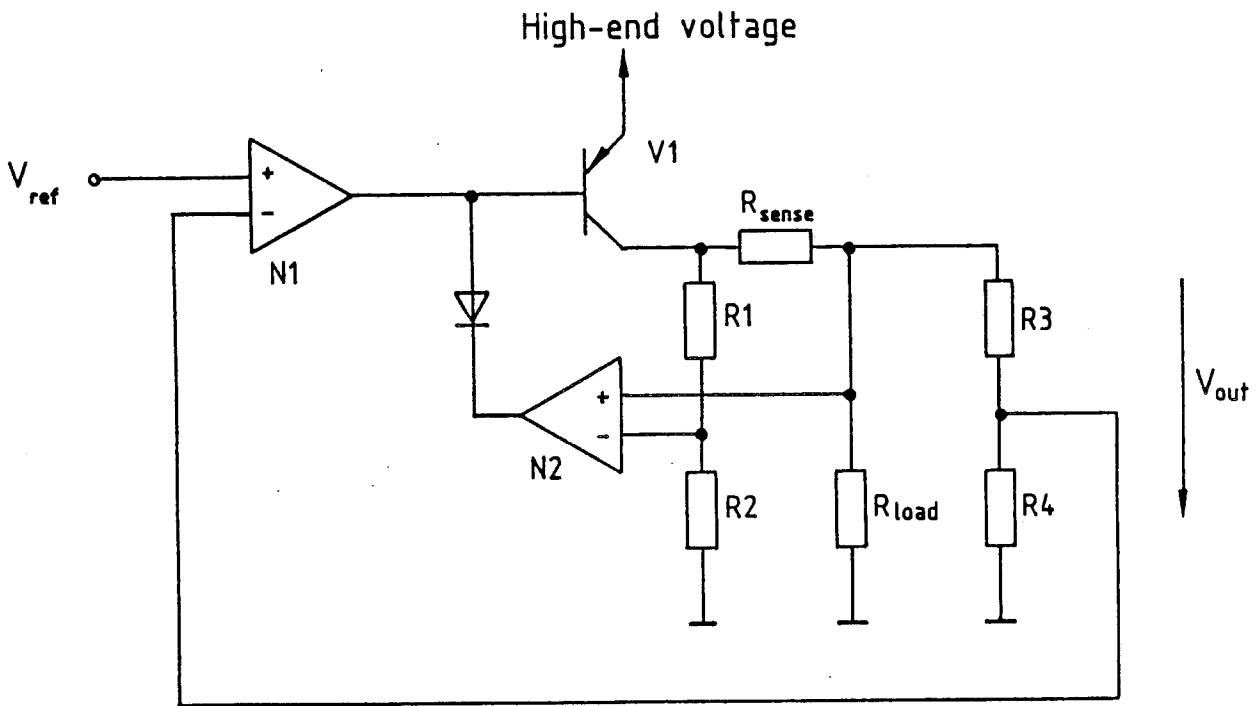 High-end voltage
V1
Vref
+
-
N1
Rsense
R1
R3
Vout
+
-
N2
R2
Rload
R4